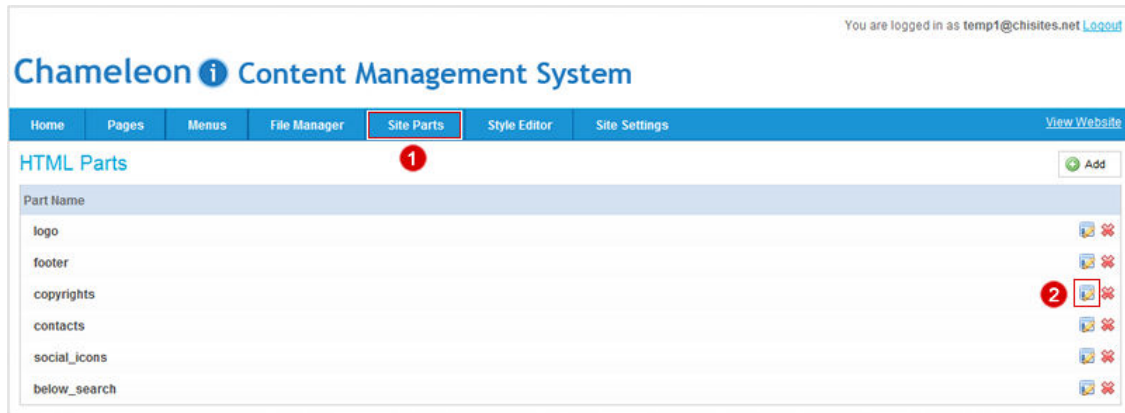 You are logged in as temp1@chisites.net Logout
Chameleon i Content Management System
Home Pages Menus File Manager Site Parts Style Editor Site Settings View Website
1
HTML Parts Add
Part Name
logo
footer
copyrights 2
contacts
social_icons
below_search